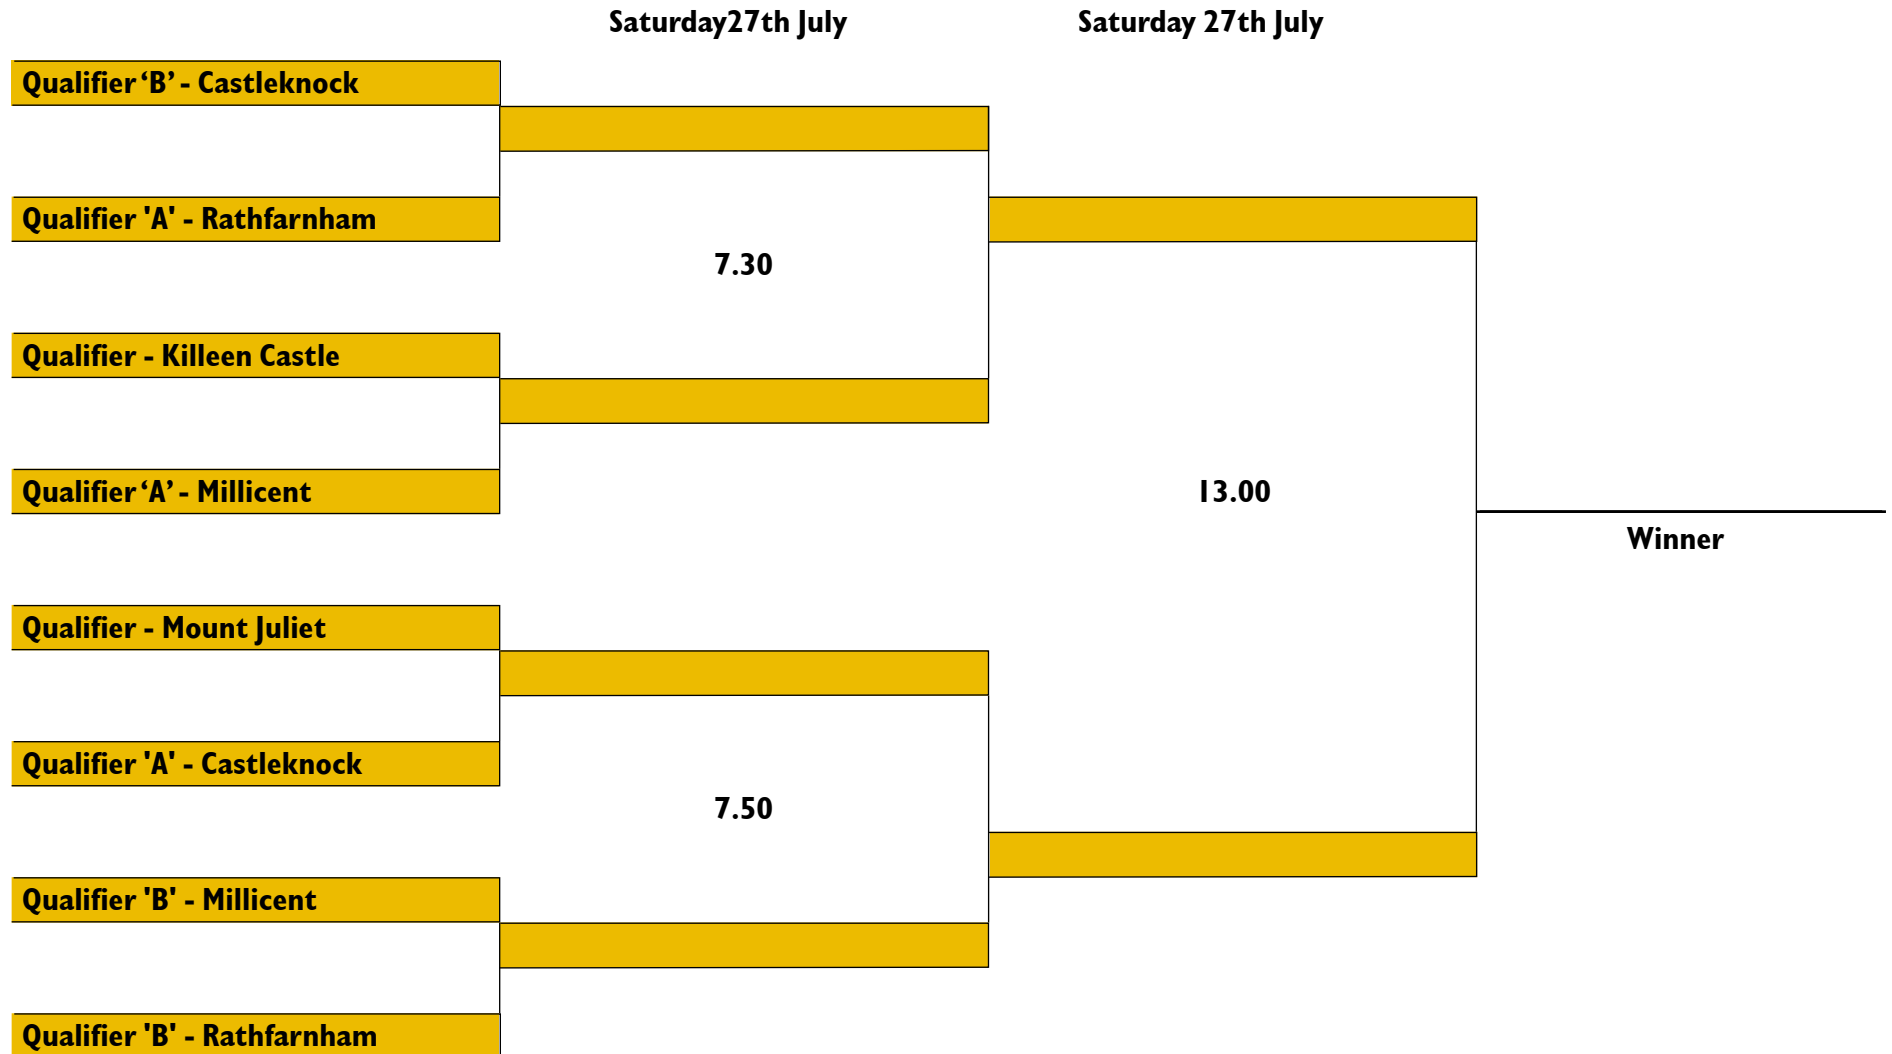 Saturday27th July
Saturday 27th July
Qualifier ‘B’ - Castleknock
Qualifier 'A' - Rathfarnham
7.30
Qualifier - Killeen Castle
Qualifier ‘A’ - Millicent
13.00
Winner
Qualifier - Mount Juliet
Qualifier 'A' - Castleknock
7.50
Qualifier 'B' - Millicent
Qualifier 'B' - Rathfarnham